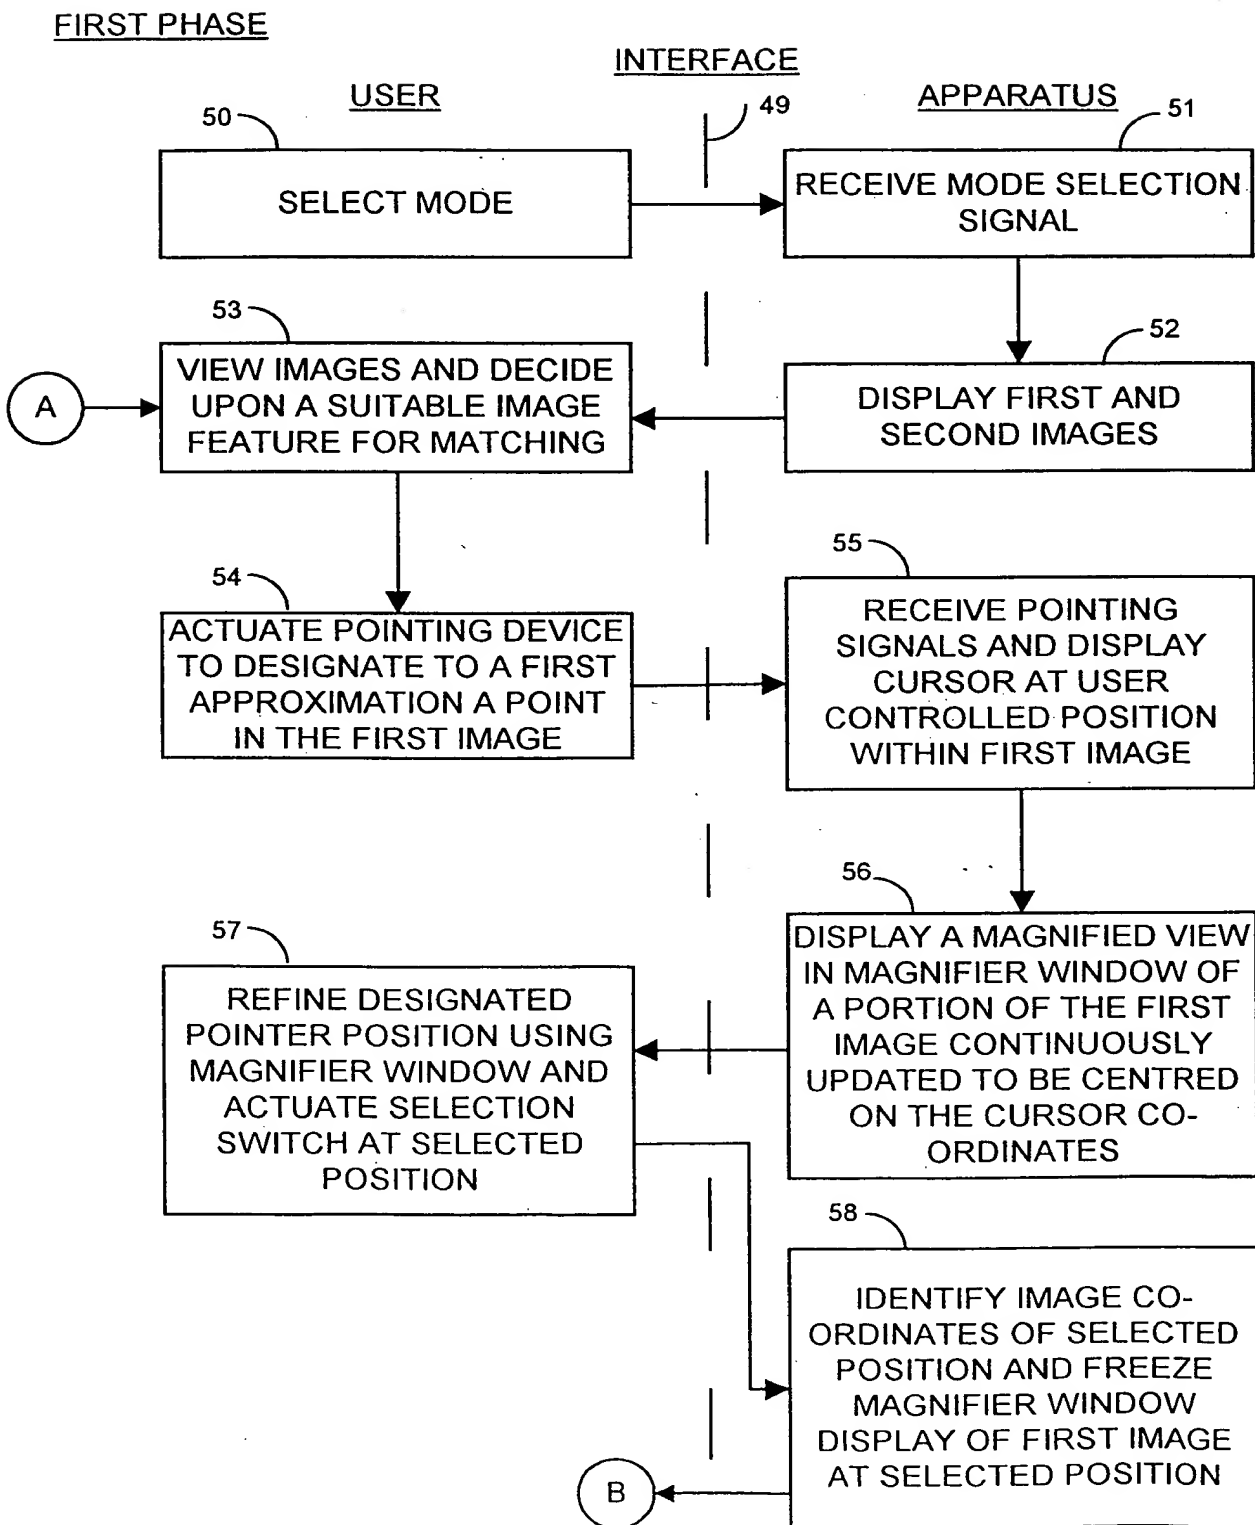 FIRST PHASE
INTERFACE
USER
APPARATUS
49
50
51
SELECT MODE
RECEIVE MODE SELECTION
SIGNAL
53
52
A
VIEW IMAGES AND DECIDE
UPON A SUITABLE IMAGE
FEATURE FOR MATCHING
DISPLAY FIRST AND
SECOND IMAGES
54
55
ACTUATE POINTING DEVICE
TO DESIGNATE TO A FIRST
APPROXIMATION A POINT
IN THE FIRST IMAGE
RECEIVE POINTING
SIGNALS AND DISPLAY
CURSOR AT USER
CONTROLLED POSITION
WITHIN FIRST IMAGE
56
DISPLAY A MAGNIFIED VIEW
IN MAGNIFIER WINDOW OF
A PORTION OF THE FIRST
IMAGE CONTINUOUSLY
UPDATED TO BE CENTRED
ON THE CURSOR CO-
ORDINATES
57
REFINE DESIGNATED
POINTER POSITION USING
MAGNIFIER WINDOW AND
ACTUATE SELECTION
SWITCH AT SELECTED
POSITION
58
IDENTIFY IMAGE CO-
ORDINATES OF SELECTED
POSITION AND FREEZE
MAGNIFIER WINDOW
DISPLAY OF FIRST IMAGE
AT SELECTED POSITION
B